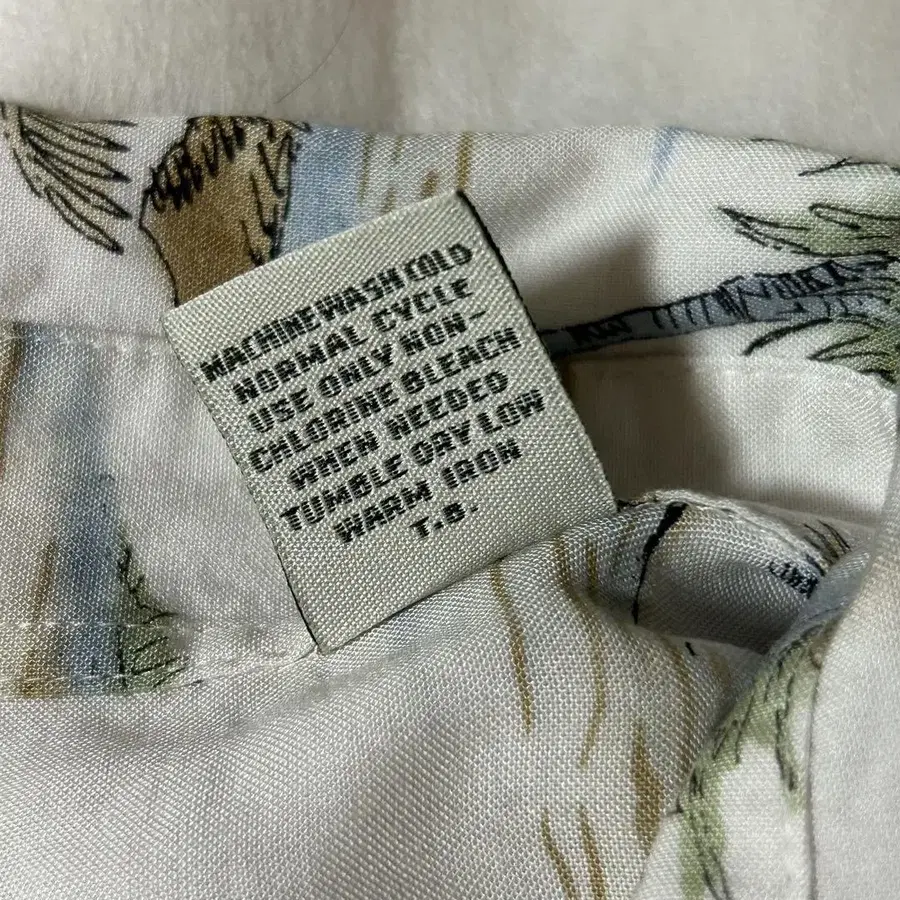 MACHINE WASH COLD
NORMAL CYCLE
USE ONLY NON-
CHLORINE BLEACH
WHEN NEEDED
TUMBLE DRY LOW
WARM IRON
T.B.